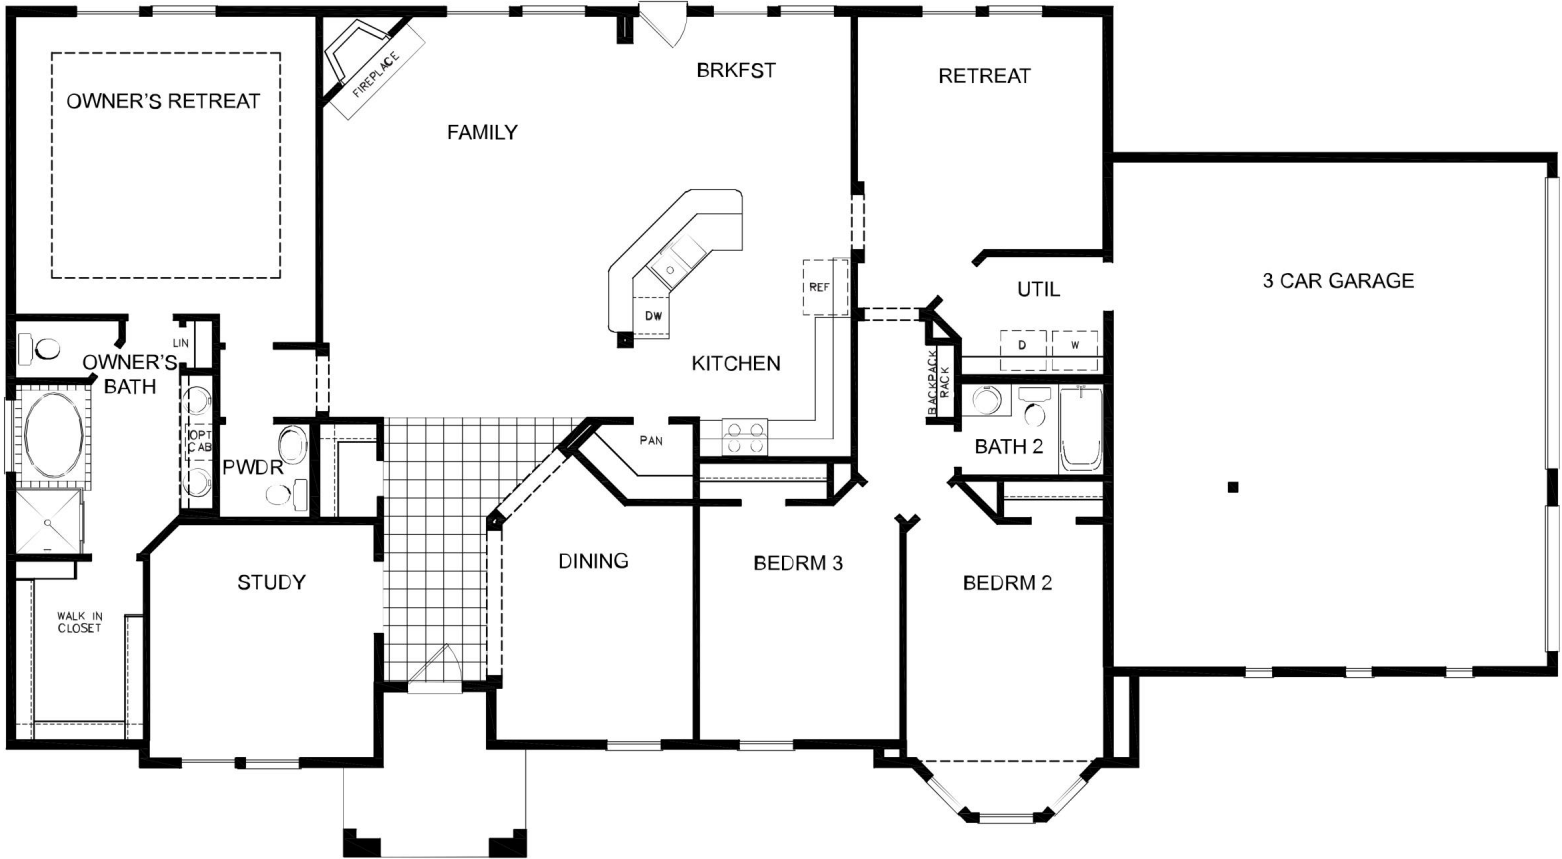 BRKFST
RETREAT
FIREPLACE
OWNER'S RETREAT
FAMILY
3 CAR GARAGE
REF
UTIL
DW
LIN
D
W
OWNER'S
BATH
KITCHEN
BACKPACK
RACK
OPT
CAB
PAN
BATH 2
PWDR
DINING
BEDRM 3
STUDY
BEDRM 2
WALK IN
CLOSET